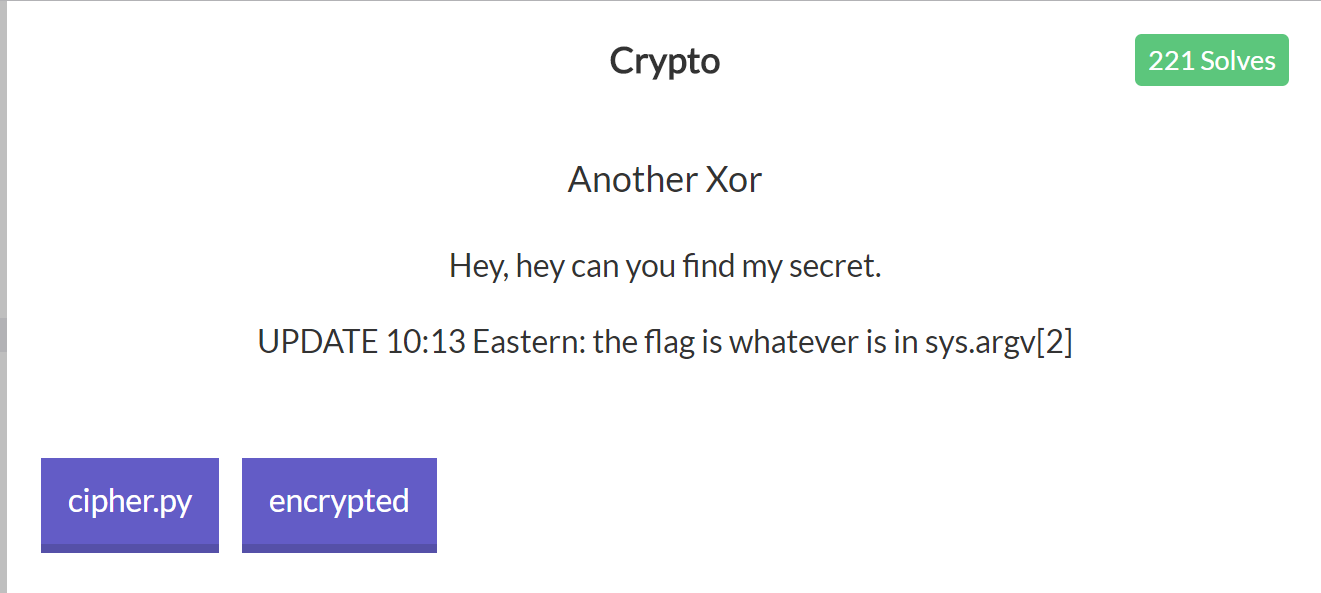 Crypto
221 Solves
Another Xor
Hey, hey can you find my secret.
UPDATE 10:13 Eastern: the flag is whatever is in sys.argv[2]
cipher.py
encrypted